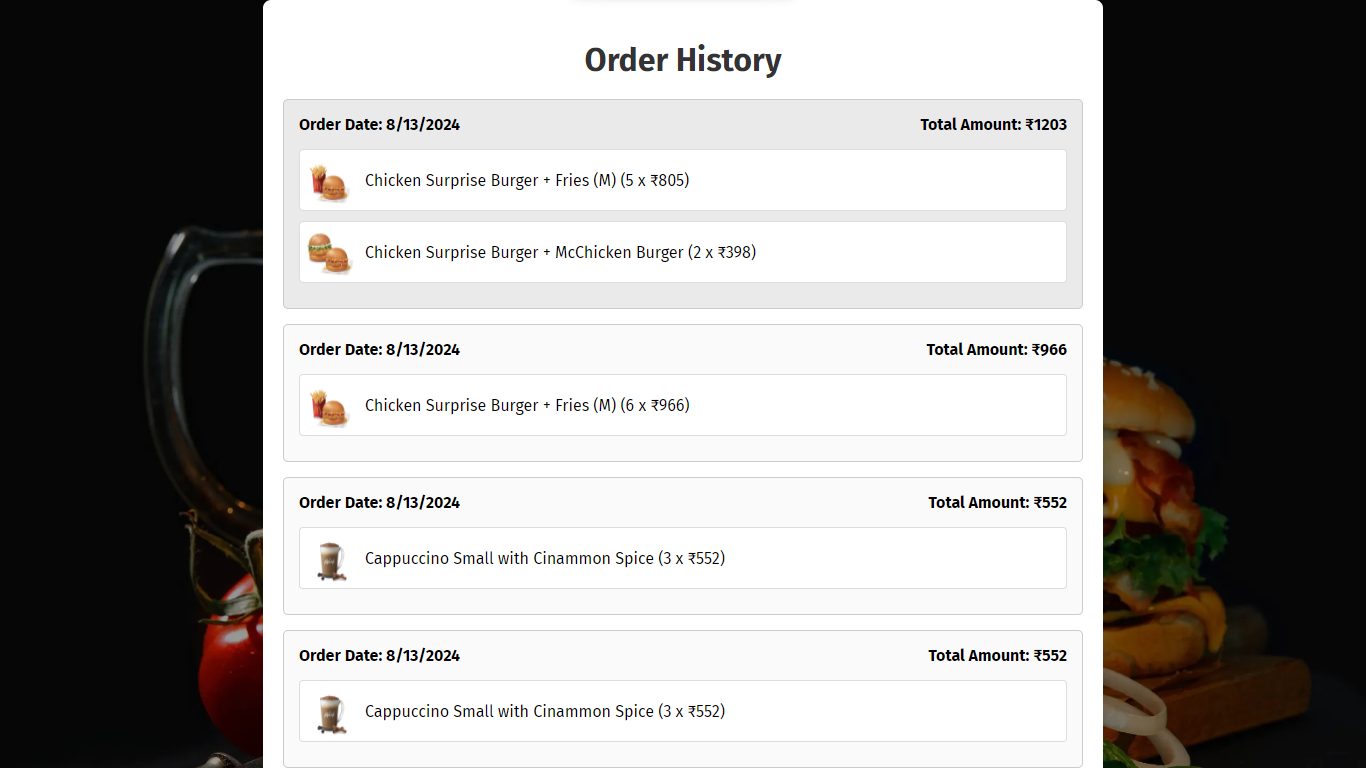 Order History
Order Date: 8/13/2024 Total Amount: ₹1203
Chicken Surprise Burger + Fries (M) (5 x ₹805)
Chicken Surprise Burger + McChicken Burger (2 x ₹398)
Order Date: 8/13/2024 Total Amount: ₹966
Chicken Surprise Burger + Fries (M) (6 x ₹966)
Order Date: 8/13/2024 Total Amount: ₹552
Cappuccino Small with Cinammon Spice (3 x ₹552)
Order Date: 8/13/2024 Total Amount: ₹552
Cappuccino Small with Cinammon Spice (3 x ₹552)